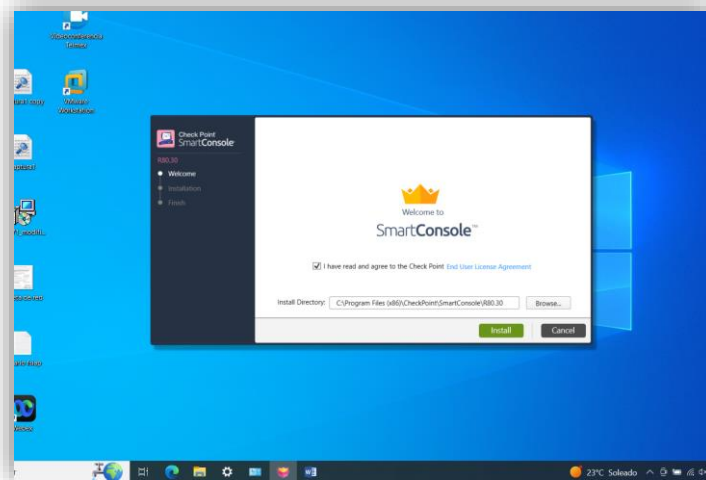 Videoconferencia
Telmex
VMware
Workstation
Check Point
SmartConsole
R80.30
Welcome
Installation
Finish
Welcome to
SmartConsole™
I have read and agree to the Check Point End User License Agreement
Install Directory: C:\Program Files (x86)\CheckPoint\SmartConsole\R80.30 Browse...
Install Cancel
Webex
23°C Soleado